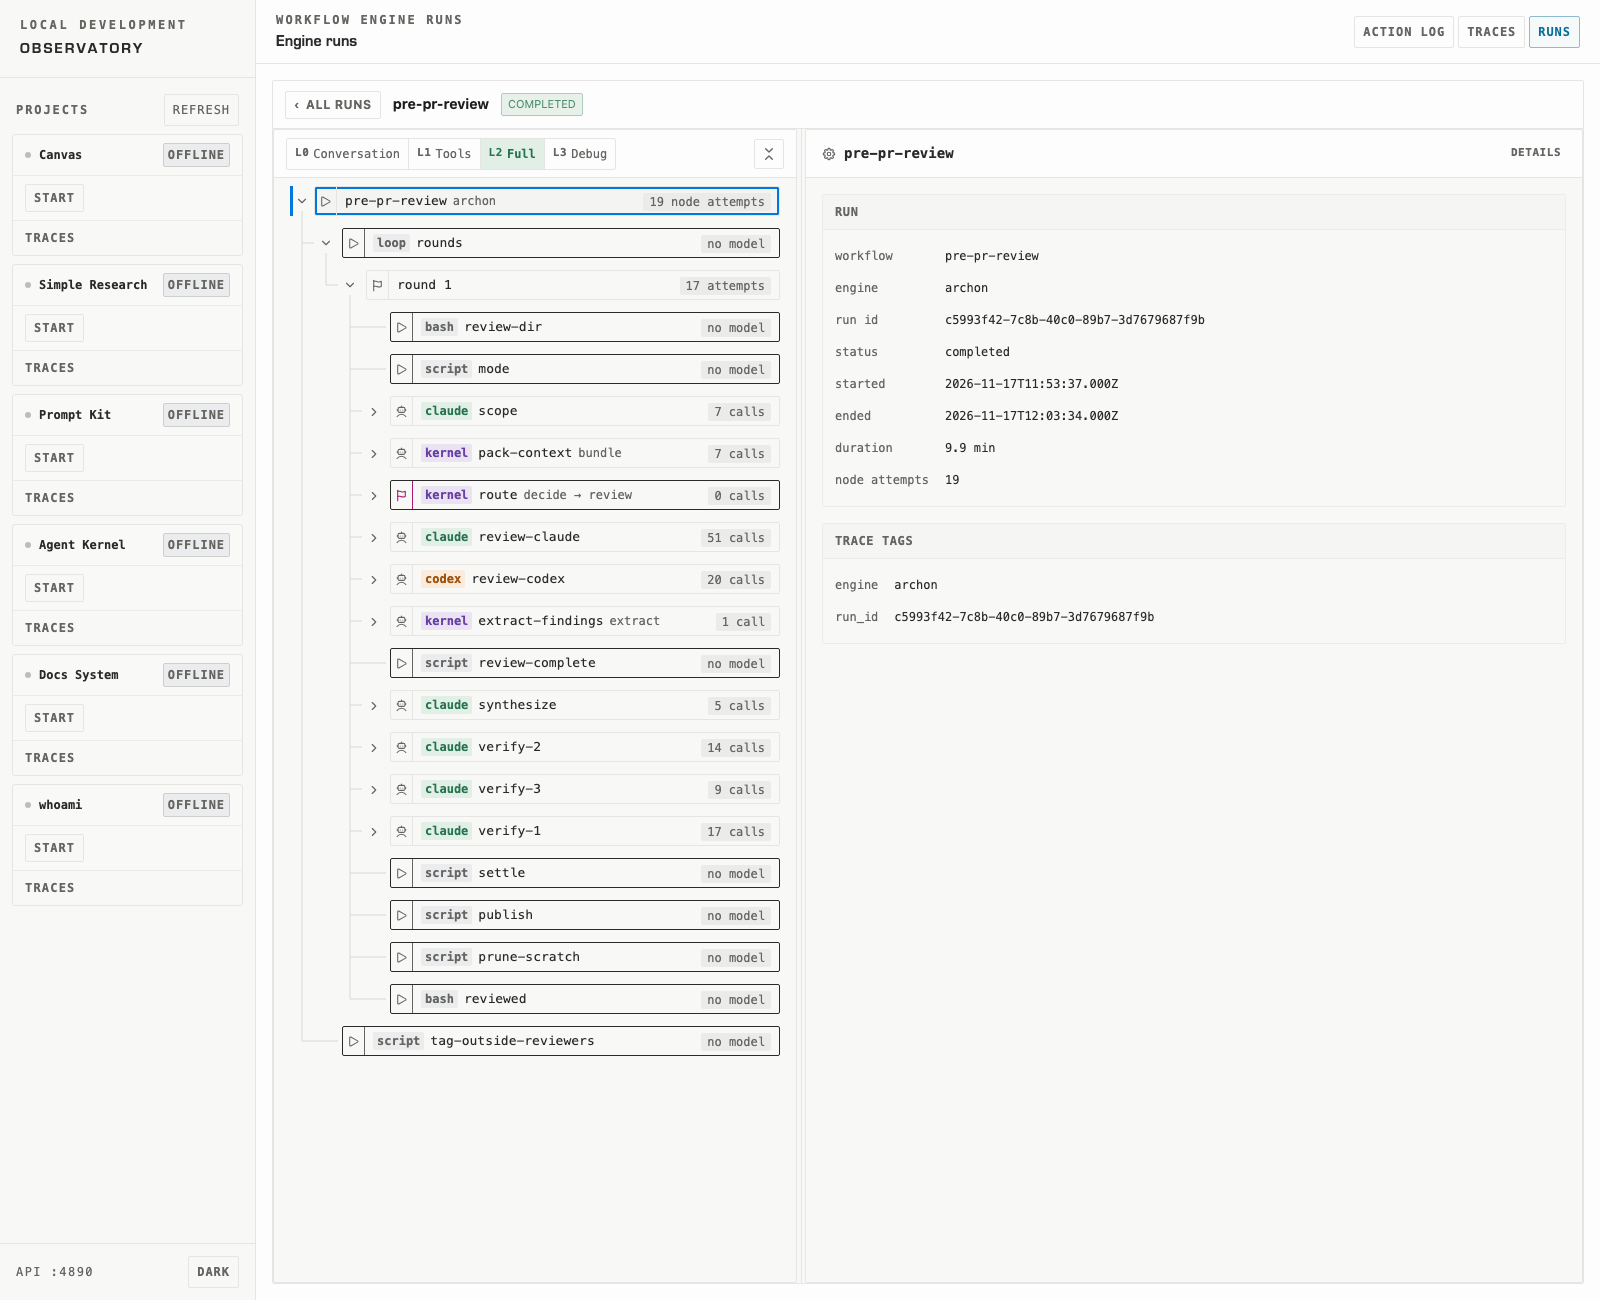 LOCAL DEVELOPMENT
OBSERVATORY
PROJECTS
REFRESH
Canvas
OFFLINE
START
TRACES
Simple Research
OFFLINE
START
TRACES
Prompt Kit
OFFLINE
START
TRACES
Agent Kernel
OFFLINE
START
TRACES
Docs System
OFFLINE
START
TRACES
whoami
OFFLINE
START
TRACES
API :4890
DARK
WORKFLOW ENGINE RUNS
Engine runs
ACTION LOG
TRACES
RUNS
‹ ALL RUNS
pre-pr-review
COMPLETED
L0 Conversation
L1 Tools
L2 Full
L3 Debug
pre-pr-review archon 19 node attempts
loop rounds no model
round 1 17 attempts
bash review-dir no model
script mode no model
claude scope 7 calls
kernel pack-context bundle 7 calls
kernel route decide → review 0 calls
claude review-claude 51 calls
codex review-codex 20 calls
kernel extract-findings extract 1 call
script review-complete no model
claude synthesize 5 calls
claude verify-2 14 calls
claude verify-3 9 calls
claude verify-1 17 calls
script settle no model
script publish no model
script prune-scratch no model
bash reviewed no model
script tag-outside-reviewers no model
pre-pr-review
DETAILS
RUN
workflow pre-pr-review
engine archon
run id c5993f42-7c8b-40c0-89b7-3d7679687f9b
status completed
started 2026-11-17T11:53:37.000Z
ended 2026-11-17T12:03:34.000Z
duration 9.9 min
node attempts 19
TRACE TAGS
engine archon
run_id c5993f42-7c8b-40c0-89b7-3d7679687f9b